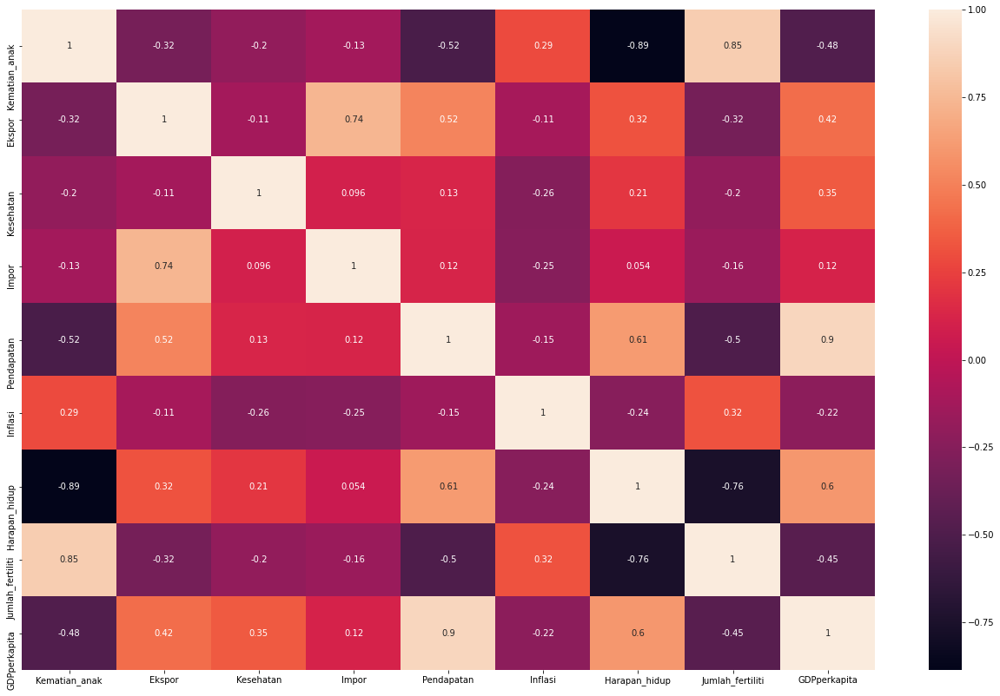 Kematian_anak 1 -0.32 -0.2 -0.13 -0.52 0.29 -0.89 0.85 -0.48
Ekspor -0.32 1 -0.11 0.74 0.52 -0.11 0.32 -0.32 0.42
Kesehatan -0.2 -0.11 1 0.096 0.13 -0.26 0.21 -0.2 0.35
Impor -0.13 0.74 0.096 1 0.12 -0.25 0.054 -0.16 0.12
Pendapatan -0.52 0.52 0.13 0.12 1 -0.15 0.61 -0.5 0.9
Inflasi 0.29 -0.11 -0.26 -0.25 -0.15 1 -0.24 0.32 -0.22
Harapan_hidup -0.89 0.32 0.21 0.054 0.61 -0.24 1 -0.76 0.6
Jumlah_fertiliti 0.85 -0.32 -0.2 -0.16 -0.5 0.32 -0.76 1 -0.45
GDPperkapita -0.48 0.42 0.35 0.12 0.9 -0.22 0.6 -0.45 1
Kematian_anak Ekspor Kesehatan Impor Pendapatan Inflasi Harapan_hidup Jumlah_fertiliti GDPperkapita
1.00
0.75
0.50
0.25
0.00
−0.25
−0.50
−0.75